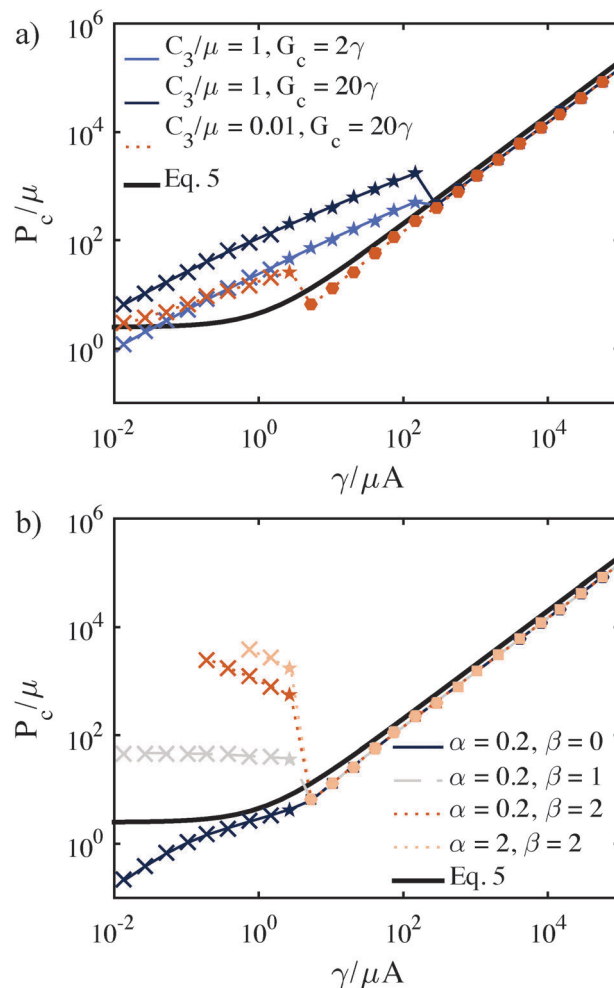 a)
10^6
C_3/μ = 1, G_c = 2γ
C_3/μ = 1, G_c = 20γ
10^4
C_3/μ = 0.01, G_c = 20γ
Eq. 5
P_c/μ
10^2
10^0
10^-2 10^0 10^2 10^4
γ/μA
b)
10^6
10^4
P_c/μ
10^2
α = 0.2, β = 0
α = 0.2, β = 1
α = 0.2, β = 2
10^0
α = 2, β = 2
Eq. 5
10^-2 10^0 10^2 10^4
γ/μA